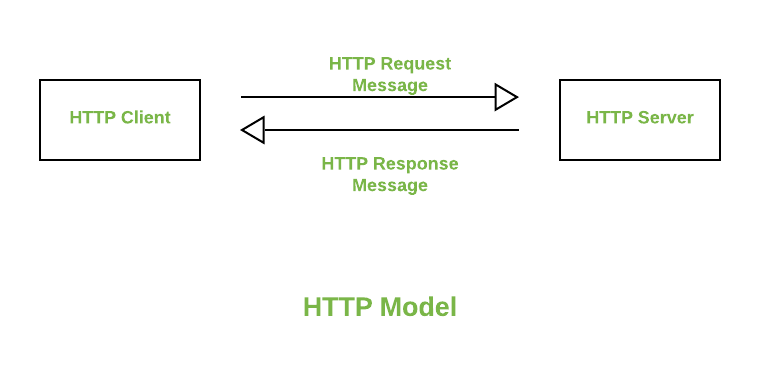 HTTP Request
Message
HTTP Client
HTTP Server
HTTP Response
Message
HTTP Model